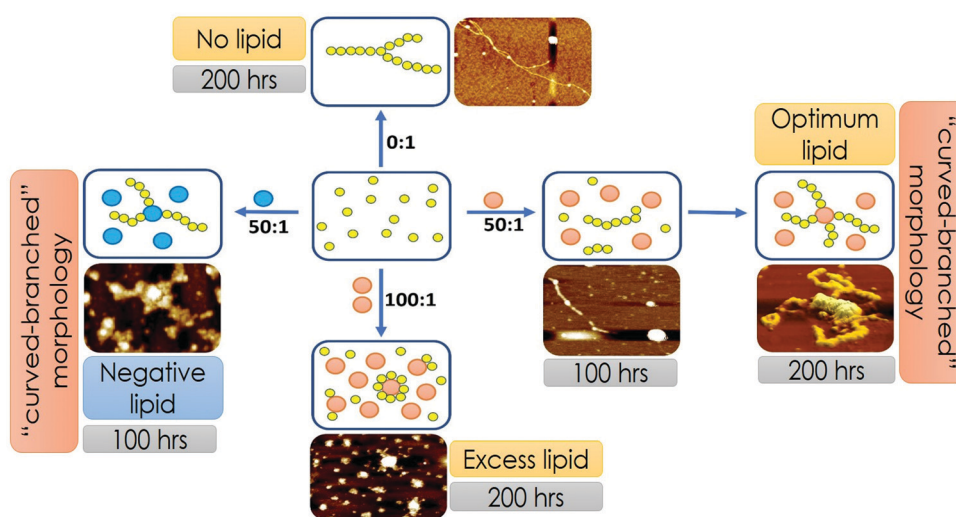 No lipid
200 hrs
0:1
Optimum
lipid
"curved-branched"
morphology
50:1
50:1
"curved-branched"
morphology
100:1
Negative
lipid
100 hrs
100 hrs
200 hrs
Excess lipid
200 hrs